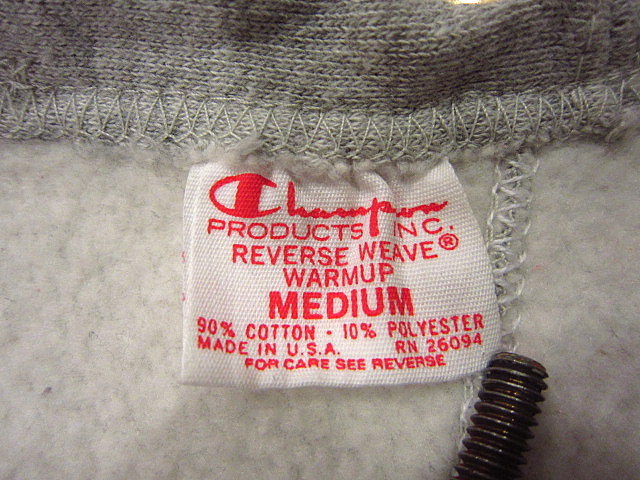 Champion
PRODUCTS INC.
REVERSE WEAVE®
WARMUP
MEDIUM
90% COTTON · 10% POLYESTER
MADE IN U.S.A. RN 26094
FOR CARE SEE REVERSE